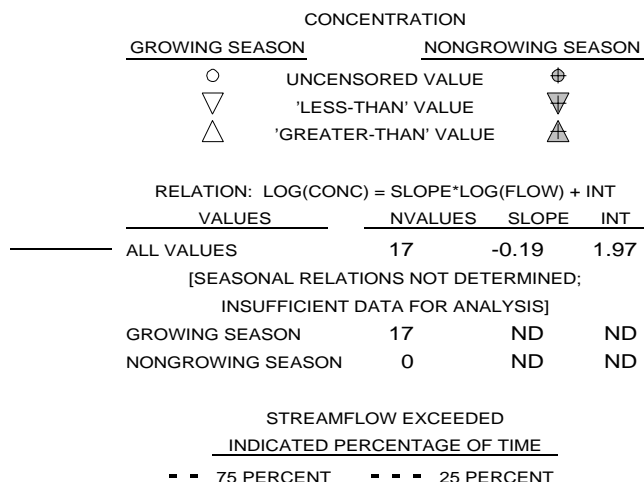 CONCENTRATION
GROWING SEASON NONGROWING SEASON
UNCENSORED VALUE
'LESS-THAN' VALUE
'GREATER-THAN' VALUE
RELATION: LOG(CONC) = SLOPE*LOG(FLOW) + INT
VALUES NVALUES SLOPE INT
ALL VALUES 17 -0.19 1.97
[SEASONAL RELATIONS NOT DETERMINED;
INSUFFICIENT DATA FOR ANALYSIS]
GROWING SEASON 17 ND ND
NONGROWING SEASON 0 ND ND
STREAMFLOW EXCEEDED
INDICATED PERCENTAGE OF TIME
75 PERCENT 25 PERCENT